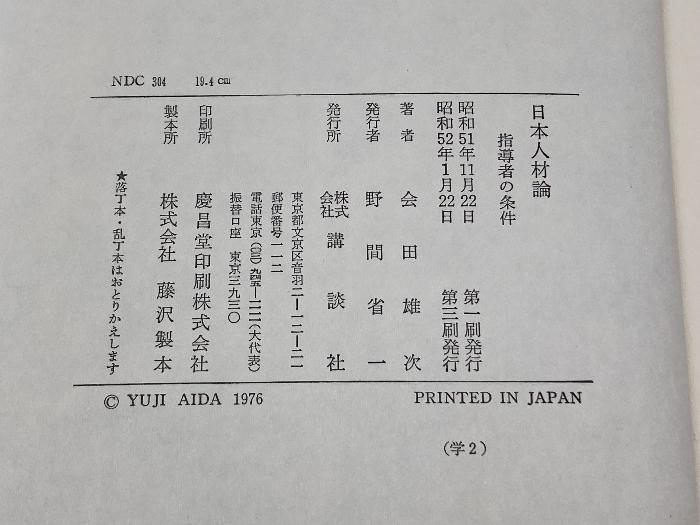 NDC 304 19.4cm
日本人材論
指導者の条件
昭和51年11月22日 第一刷発行
昭和52年1月22日 第三刷発行
著者 会田雄次
発行者 野間省一
発行所 株式会社講談社
東京都文京区音羽二―一二―二一
郵便番号一一二
電話東京(〇三)九四五―一一一一(大代表)
振替口座 東京三九三〇
印刷所 慶昌堂印刷株式会社
製本所 株式会社 藤沢製本
★落丁本・乱丁本はおとりかえします
© YUJI AIDA 1976 PRINTED IN JAPAN
(学2)